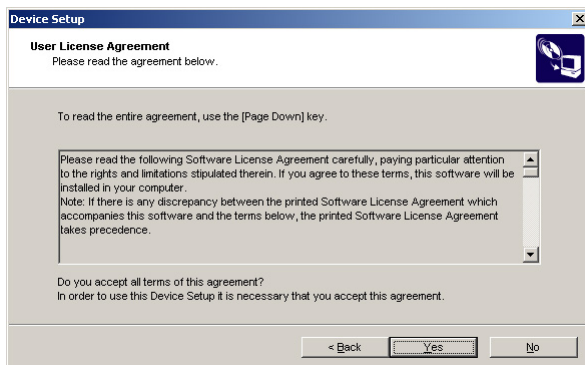 Device Setup
User License Agreement
Please read the agreement below.
To read the entire agreement, use the [Page Down] key.
Please read the following Software License Agreement carefully, paying particular attention
to the rights and limitations stipulated therein. If you agree to these terms, this software will be
installed in your computer.
Note: If there is any discrepancy between the printed Software License Agreement which
accompanies this software and the terms below, the printed Software License Agreement
takes precedence.
Do you accept all terms of this agreement?
In order to use this Device Setup it is necessary that you accept this agreement.
< Back
Yes
No